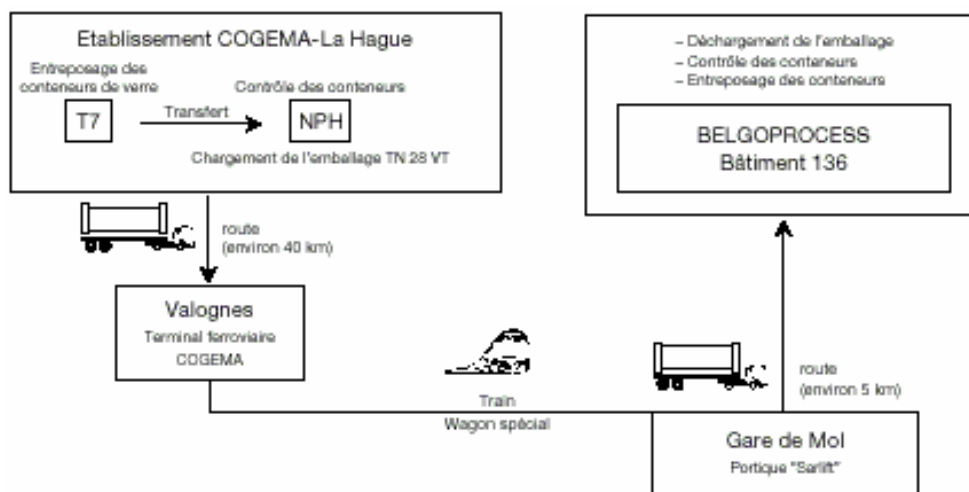 Etablissement COGEMA-La Hague
Entreposage des
conteneurs de verre
Contrôle des conteneurs
T7
Transfert
NPH
Chargement de l'emballage TN 28 VT
route
(environ 40 km)
Valognes
Terminal ferroviaire
COGEMA
Train
Wagon spécial
Gare de Mol
Portique "Sarlift"
route
(environ 5 km)
– Déchargement de l'emballage
– Contrôle des conteneurs
– Entreposage des conteneurs
BELGOPROCESS
Bâtiment 136